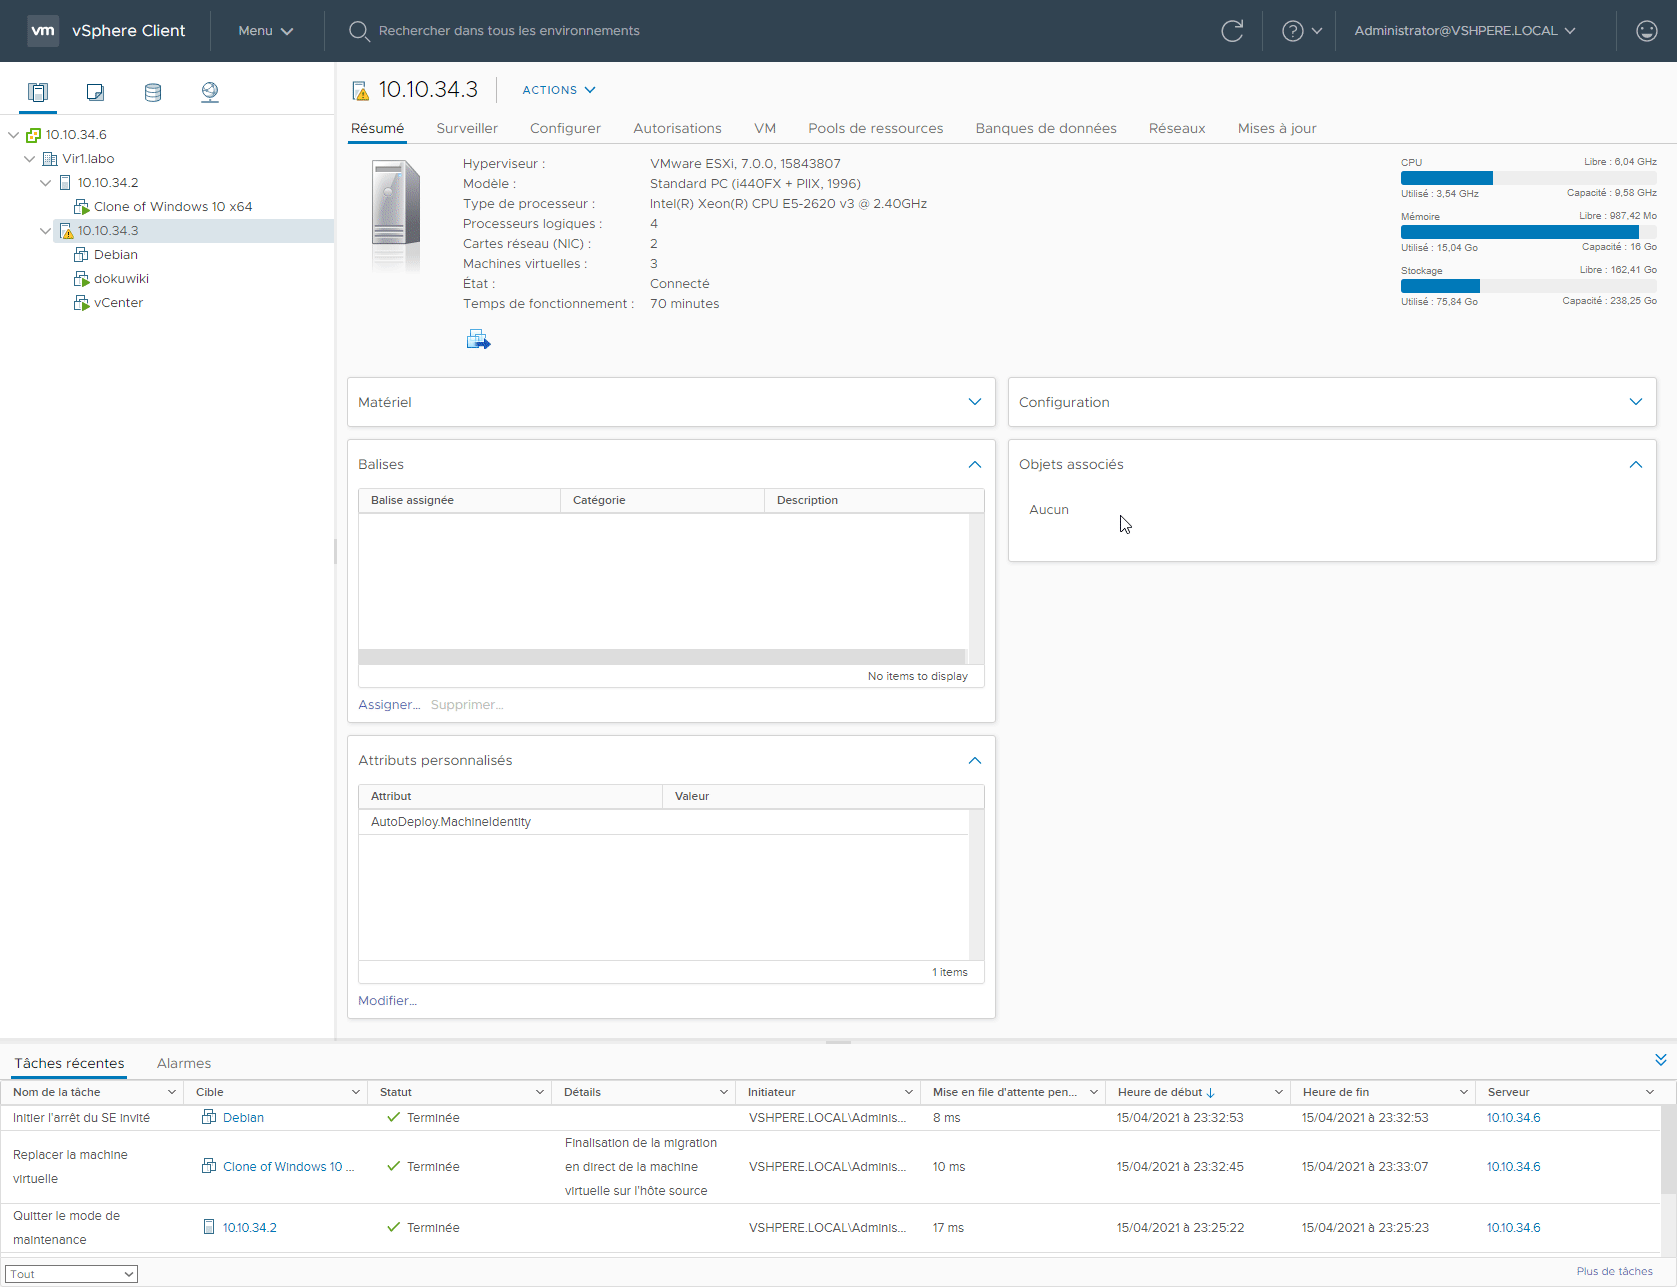 vm vSphere Client Menu Rechercher dans tous les environnements ? Administrator@VSHPERE.LOCAL
10.10.34.6
Vir1.labo
10.10.34.2
Clone of Windows 10 x64
10.10.34.3
Debian
dokuwiki
vCenter
10.10.34.3 ACTIONS
Résumé Surveiller Configurer Autorisations VM Pools de ressources Banques de données Réseaux Mises à jour
Hyperviseur : VMware ESXi, 7.0.0, 15843807
Modèle : Standard PC (i440FX + PIIX, 1996)
Type de processeur : Intel(R) Xeon(R) CPU E5-2620 v3 @ 2.40GHz
Processeurs logiques : 4
Cartes réseau (NIC) : 2
Machines virtuelles : 3
État : Connecté
Temps de fonctionnement : 70 minutes
CPU Libre : 6,04 GHz
Utilisé : 3,54 GHz Capacité : 9,58 GHz
Mémoire Libre : 987,42 Mo
Utilisé : 15,04 Go Capacité : 16 Go
Stockage Libre : 162,41 Go
Utilisé : 75,84 Go Capacité : 238,25 Go
Matériel
Configuration
Balises
Balise assignée Catégorie Description
No items to display
Assigner... Supprimer...
Objets associés
Aucun
Attributs personnalisés
Attribut Valeur
AutoDeploy.MachineIdentity
1 items
Modifier...
Tâches récentes Alarmes
Nom de la tâche Cible Statut Détails Initiateur Mise en file d'attente pen... Heure de début Heure de fin Serveur
Initier l'arrêt du SE invité Debian Terminée VSHPERE.LOCAL\Adminis... 8 ms 15/04/2021 à 23:32:53 15/04/2021 à 23:32:53 10.10.34.6
Replacer la machine
virtuelle
Clone of Windows 10 ... Terminée
Finalisation de la migration
en direct de la machine
virtuelle sur l'hôte source
VSHPERE.LOCAL\Adminis... 10 ms 15/04/2021 à 23:32:45 15/04/2021 à 23:33:07 10.10.34.6
Quitter le mode de
maintenance
10.10.34.2 Terminée VSHPERE.LOCAL\Adminis... 17 ms 15/04/2021 à 23:25:22 15/04/2021 à 23:25:23 10.10.34.6
Tout Plus de tâches